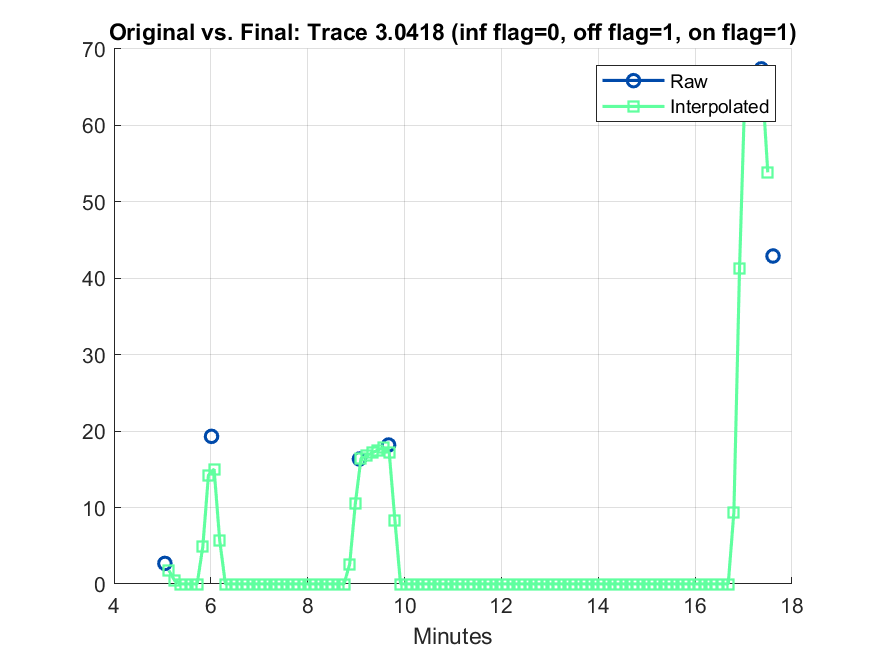 Original vs. Final: Trace 3.0418 (inf flag=0, off flag=1, on flag=1)
70
Raw
Interpolated
60
50
40
30
20
10
0
4 6 8 10 12 14 16 18
Minutes